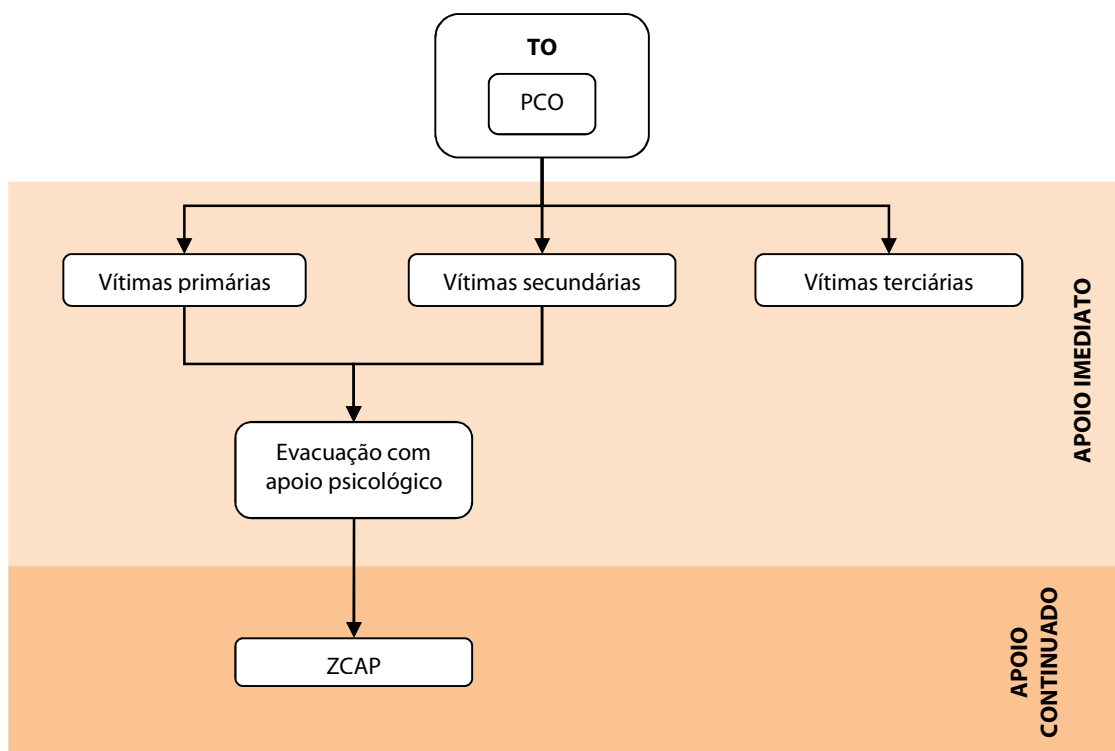 TO
PCO
Vítimas primárias
Vítimas secundárias
Vítimas terciárias
APOIO IMEDIATO
Evacuação com
apoio psicológico
ZCAP
APOIO
CONTINUADO